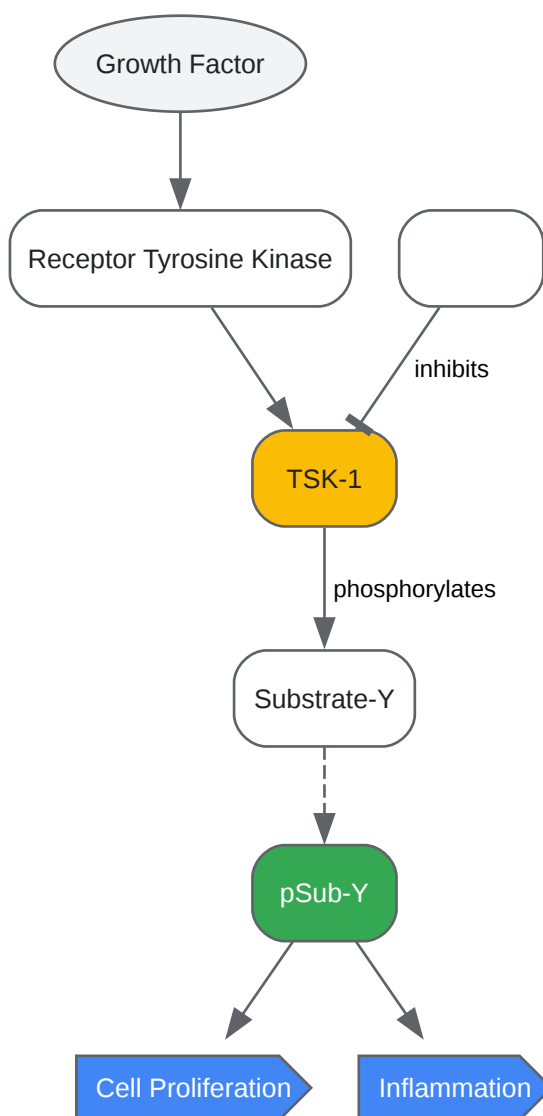 Growth Factor
Receptor Tyrosine Kinase
inhibits
TSK-1
phosphorylates
Substrate-Y
pSub-Y
Cell Proliferation
Inflammation